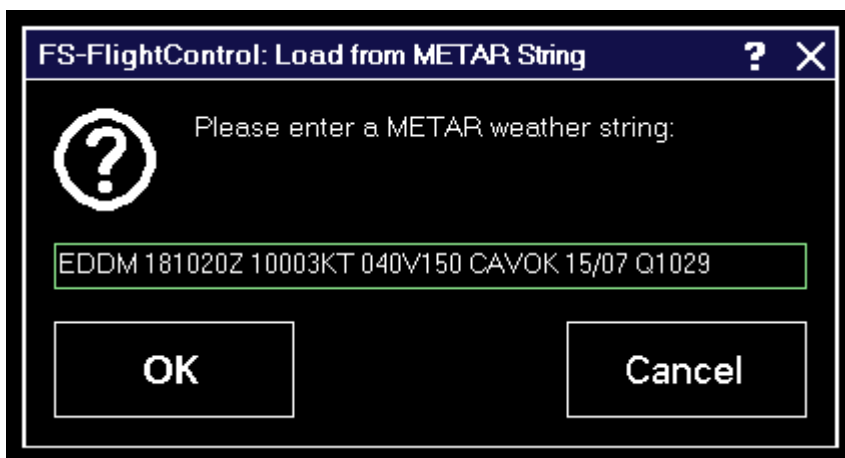 FS-FlightControl: Load from METAR String ? X
Please enter a METAR weather string:
EDDM 181020Z 10003KT 040V150 CAVOK 15/07 Q1029
OK Cancel